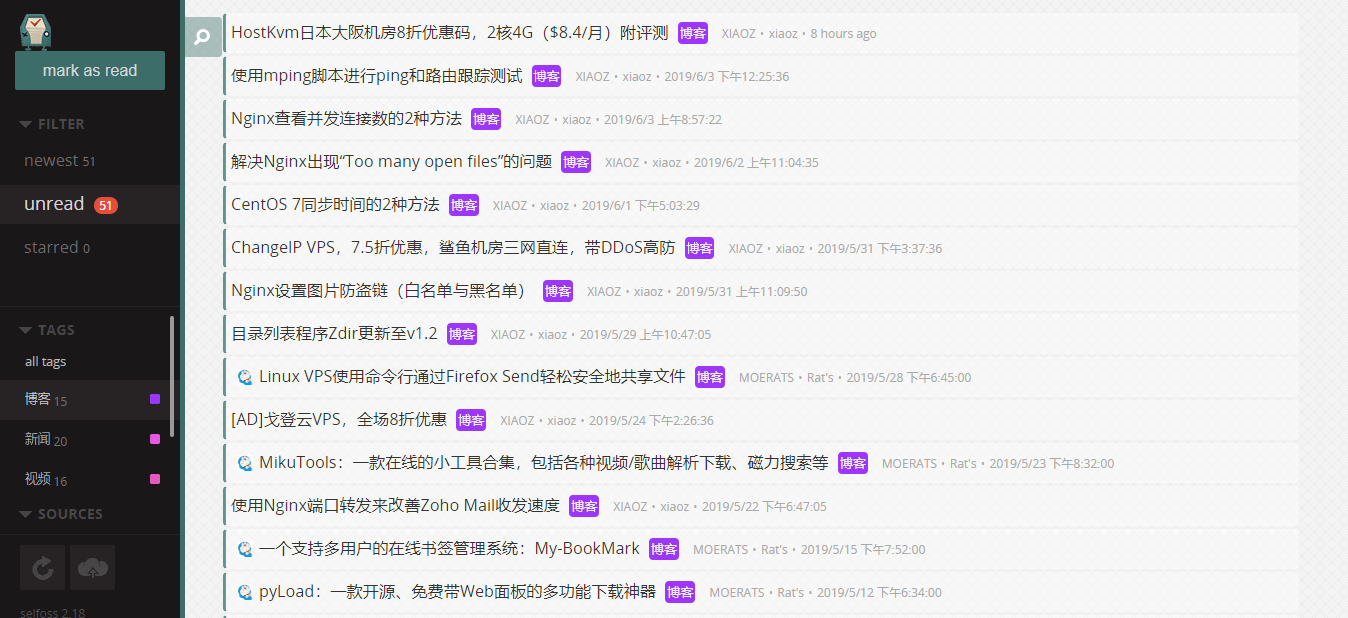 mark as read
FILTER
newest 51
unread 51
starred 0
TAGS
all tags
博客 15
新闻 20
视频 16
SOURCES
selfoss 2.18
HostKvm日本大阪机房8折优惠码，2核4G（$8.4/月）附评测 博客 XIAOZ • xiaoz • 8 hours ago
使用mping脚本进行ping和路由跟踪测试 博客 XIAOZ • xiaoz • 2019/6/3 下午12:25:36
Nginx查看并发连接数的2种方法 博客 XIAOZ • xiaoz • 2019/6/3 上午8:57:22
解决Nginx出现“Too many open files”的问题 博客 XIAOZ • xiaoz • 2019/6/2 上午11:04:35
CentOS 7同步时间的2种方法 博客 XIAOZ • xiaoz • 2019/6/1 下午5:03:29
ChangeIP VPS，7.5折优惠，鲨鱼机房三网直连，带DDoS高防 博客 XIAOZ • xiaoz • 2019/5/31 下午3:37:36
Nginx设置图片防盗链（白名单与黑名单） 博客 XIAOZ • xiaoz • 2019/5/31 上午11:09:50
目录列表程序Zdir更新至v1.2 博客 XIAOZ • xiaoz • 2019/5/29 上午10:47:05
Linux VPS使用命令行通过Firefox Send轻松安全地共享文件 博客 MOERATS • Rat's • 2019/5/28 下午6:45:00
[AD]戈登云VPS，全场8折优惠 博客 XIAOZ • xiaoz • 2019/5/24 下午2:26:36
MikuTools：一款在线的小工具合集，包括各种视频/歌曲解析下载、磁力搜索等 博客 MOERATS • Rat's • 2019/5/23 下午8:32:00
使用Nginx端口转发来改善Zoho Mail收发速度 博客 XIAOZ • xiaoz • 2019/5/22 下午6:47:05
一个支持多用户的在线书签管理系统：My-BookMark 博客 MOERATS • Rat's • 2019/5/15 下午7:52:00
pyLoad：一款开源、免费带Web面板的多功能下载神器 博客 MOERATS • Rat's • 2019/5/12 下午6:34:00